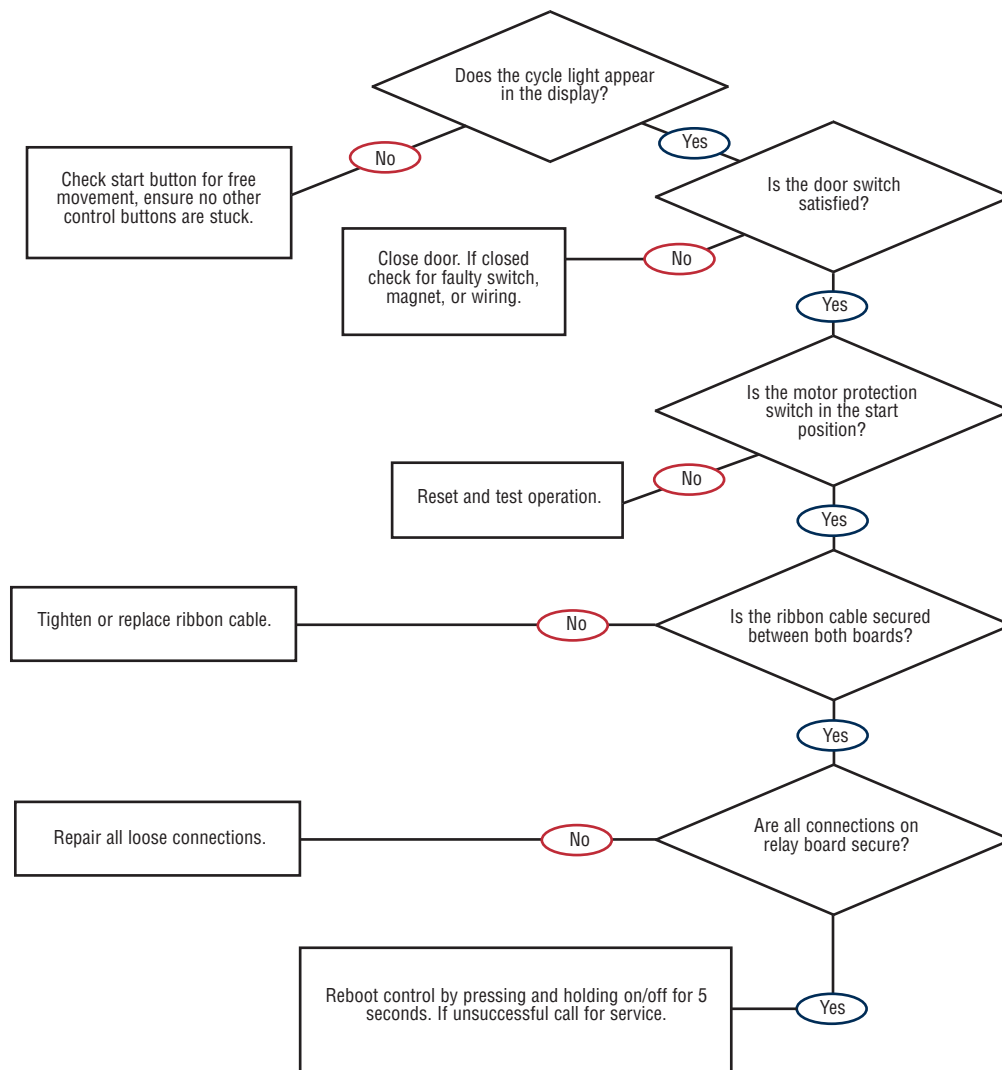 Does the cycle light appear
in the display?
No
Yes
Check start button for free
movement, ensure no other
control buttons are stuck.
Is the door switch
satisfied?
Close door. If closed
check for faulty switch,
magnet, or wiring.
No
Yes
Is the motor protection
switch in the start
position?
No
Reset and test operation.
Yes
Is the ribbon cable secured
between both boards?
No
Tighten or replace ribbon cable.
Yes
Are all connections on
relay board secure?
No
Repair all loose connections.
Yes
Reboot control by pressing and holding on/off for 5
seconds. If unsuccessful call for service.